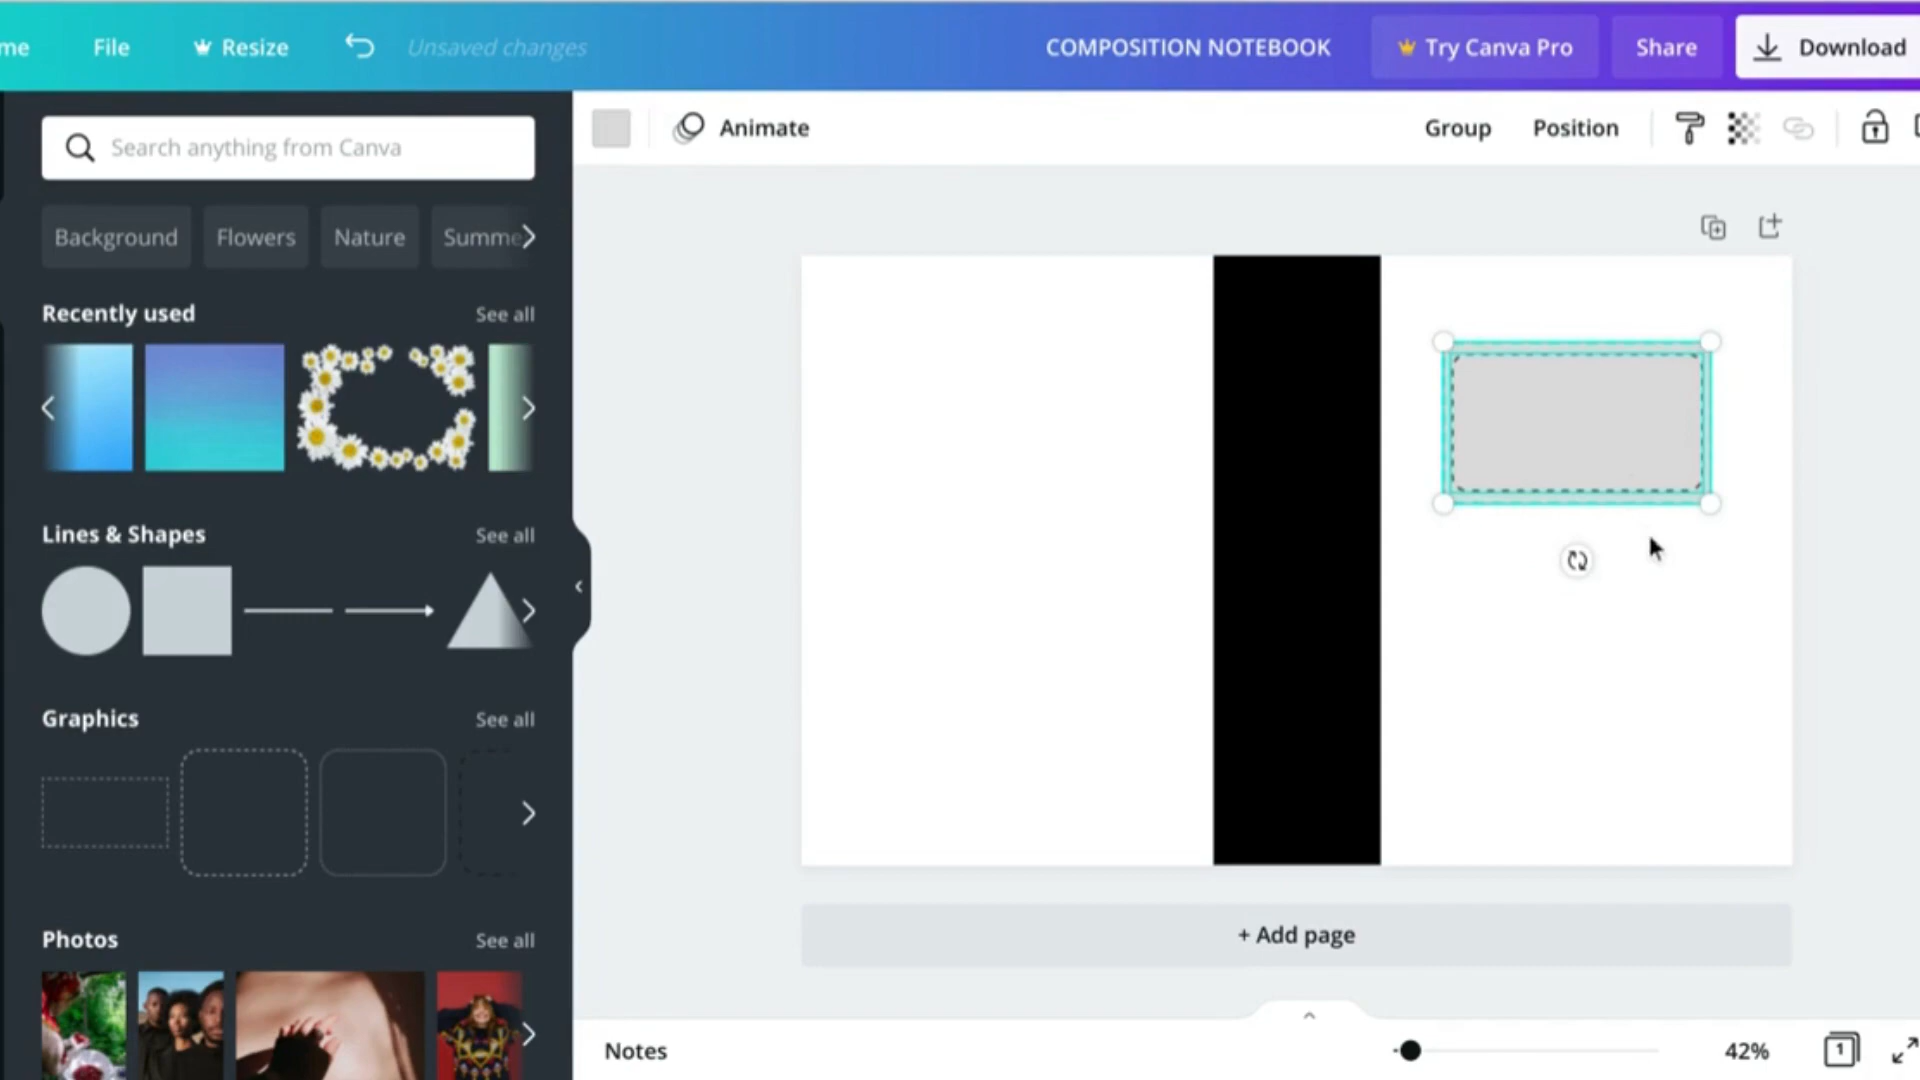 me File Resize Unsaved changes COMPOSITION NOTEBOOK Try Canva Pro Share Download
Search anything from Canva
Animate Group Position
Background Flowers Nature Summe
Recently used See all
Lines & Shapes See all
Graphics See all
Photos See all
+ Add page
Notes 42% 1